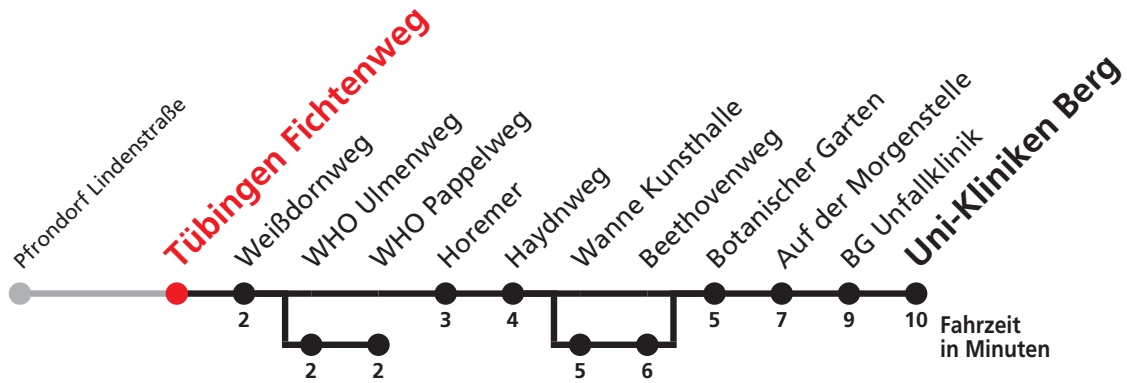 Pfrondorf Lindenstraße
Tübingen Fichtenweg
Weißdornweg
WHO Ulmenweg
WHO Pappelweg
Horemer
Haydnweg
Wanne Kunsthalle
Beethovenweg
Botanischer Garten
Auf der Morgenstelle
BG Unfallklinik
Uni-Kliniken Berg
2
3
4
5
7
9
10
Fahrzeit
in Minuten
2
2
5
6